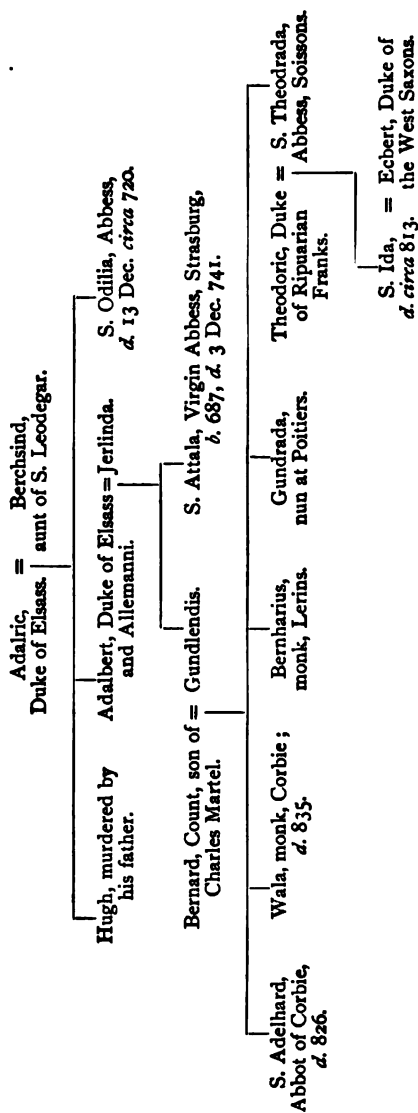 Adalric, = Berchsind,
Duke of Elsass. aunt of S. Leodegar.
Hugh, murdered by his father.
Adalbert, Duke of Elsass = Jerlinda.
and Allemanni.
S. Odilia, Abbess,
d. 13 Dec. circa 720.
Bernard, Count, son of = Gundlendis.
Charles Martel.
S. Attala, Virgin Abbess, Strasburg,
b. 687, d. 3 Dec. 741.
S. Adelhard,
Abbot of Corbie,
d. 826.
Wala, monk, Corbie;
d. 835.
Bernharius,
monk, Lerins.
Gundrada,
nun at Poitiers.
Theodoric, Duke = S. Theodrada,
of Ripuarian Abbess, Soissons.
Franks.
S. Ida, = Ecbert, Duke of
d. circa 813. the West Saxons.